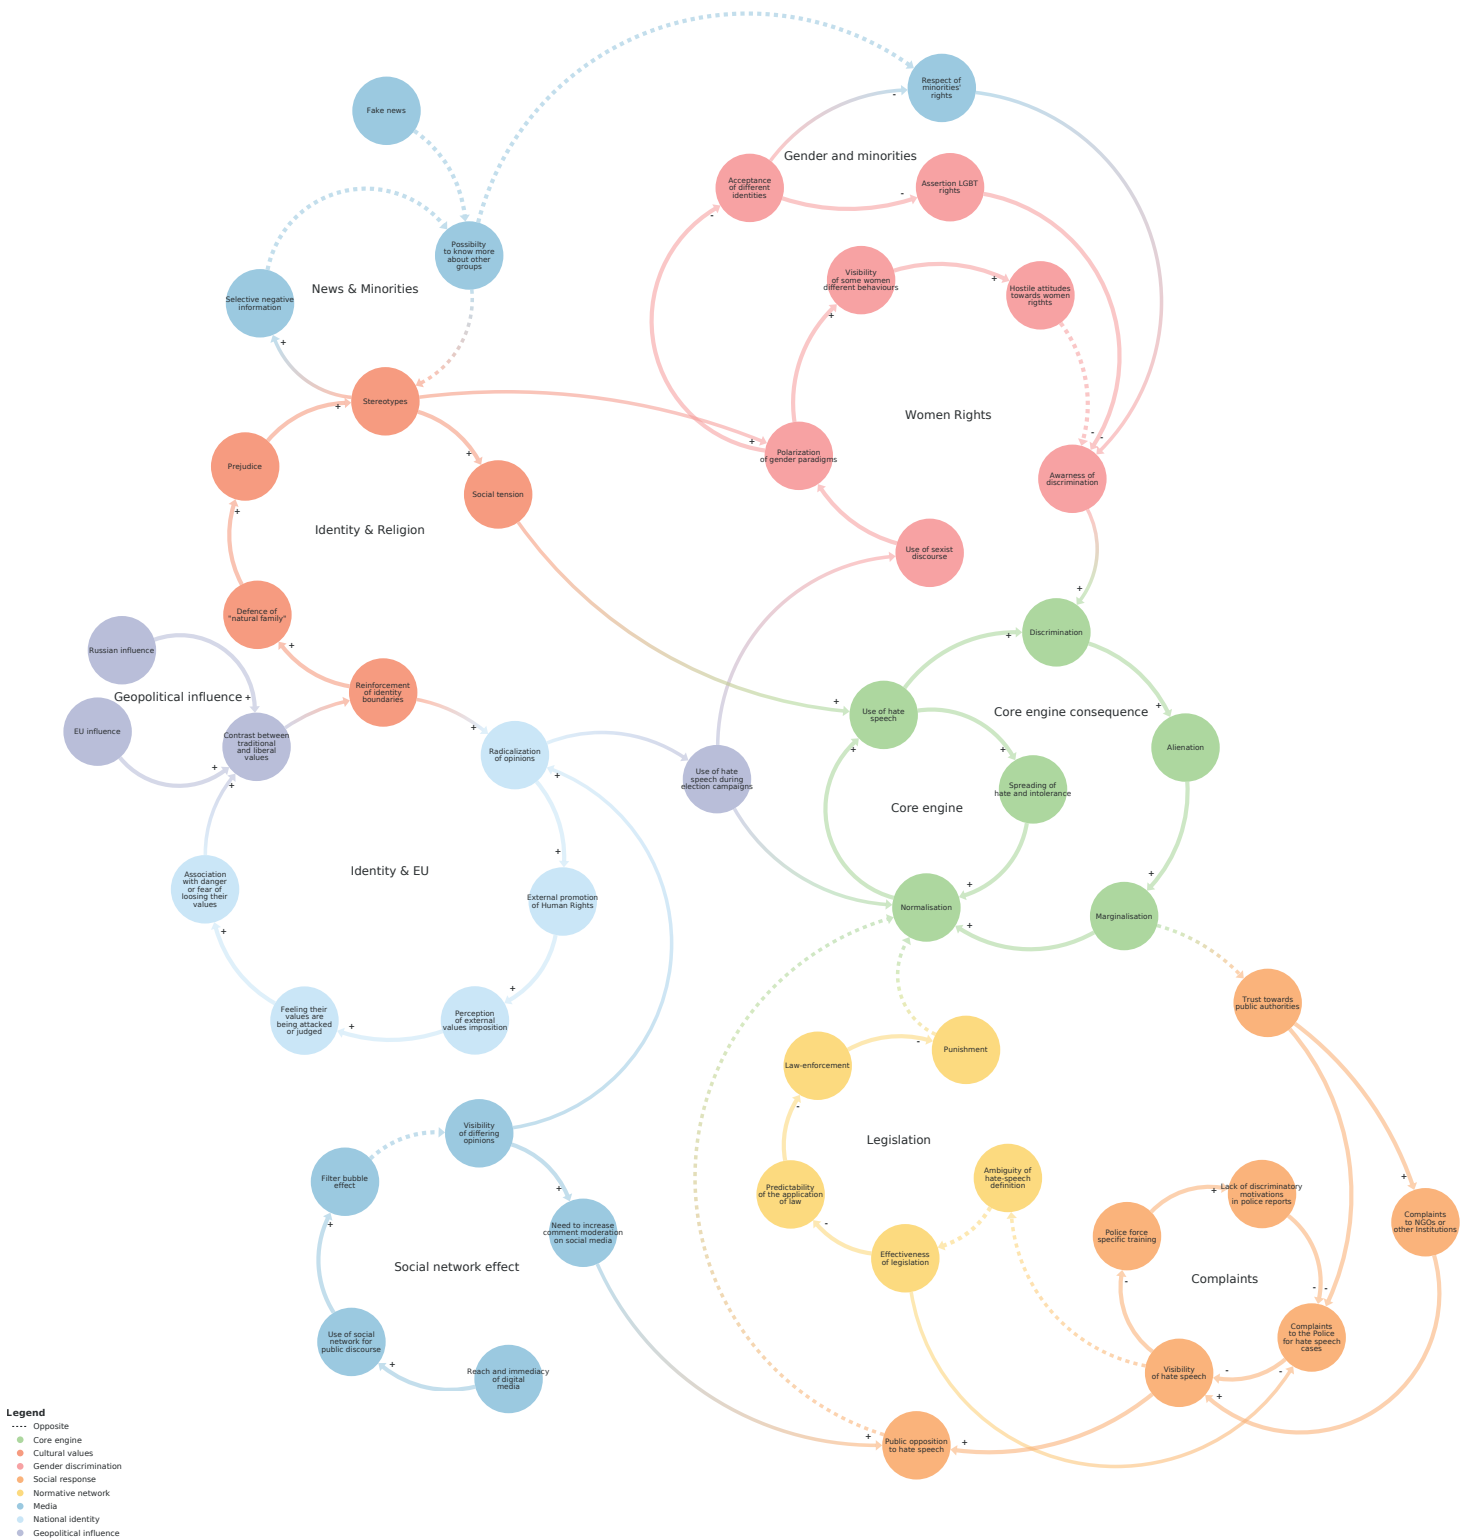 Respect of
minorities'
rights
Fake news
Gender and minorities
-
Acceptance
of different
identities
Assertion LGBT
rights
-
-
Possibilty
to know more
about other
groups
Visibility
of some women
different behaviours
News & Minorities
Selective negative
information
Hostile attitudes
towards women
rigthts
+
+
+
Stereotypes
+
Women Rights
-
-
Polarization
of gender paradigms
+
+
Prejudice
Social tension
Awarness of
discrimination
+
Identity & Religion
Use of sexist
discourse
+
Defence of
"natural family"
Discrimination
+
+
Russian influence
Geopolitical influence
+
Reinforcement
of identity
boundaries
+
+
Use of hate
speech
Core engine consequence
+
EU influence
Contrast between
traditional
and liberal
values
Radicalization
of opinions
Alienation
+
+
+
+
+
+
Use of hate
speech during
election campaigns
Spreading of
hate and intolerance
Core engine
+
Identity & EU
+
+
Association
with danger
or fear of
loosing their
values
External promotion
of Human Rights
Normalisation
Marginalisation
+
+
+
Feeling their
values are
being attacked
or judged
+
Perception
of external
values imposition
Trust towards
public authorities
-
Punishment
Law-enforcement
-
Visibility
of differing
opinions
Legislation
Filter bubble
effect
+
Predictability
of the application
of law
Ambiguity of
hate-speech
definition
+
+
Lack of discriminatory
motivations
in police reports
+
Need to increase
comment moderation
on social media
-
Police force
specific training
Complaints
to NGOs or
other Institutions
Social network effect
Effectiveness
of legislation
Complaints
-
-
-
Use of social
network for
public discourse
Complaints
to the Police
for hate speech
cases
+
Reach and immediacy
of digital
media
Visibility
of hate speech
-
-
+
+
Public opposition
to hate speech
+
Legend
Opposite
Core engine
Cultural values
Gender discrimination
Social response
Normative network
Media
National identity
Geopolitical influence